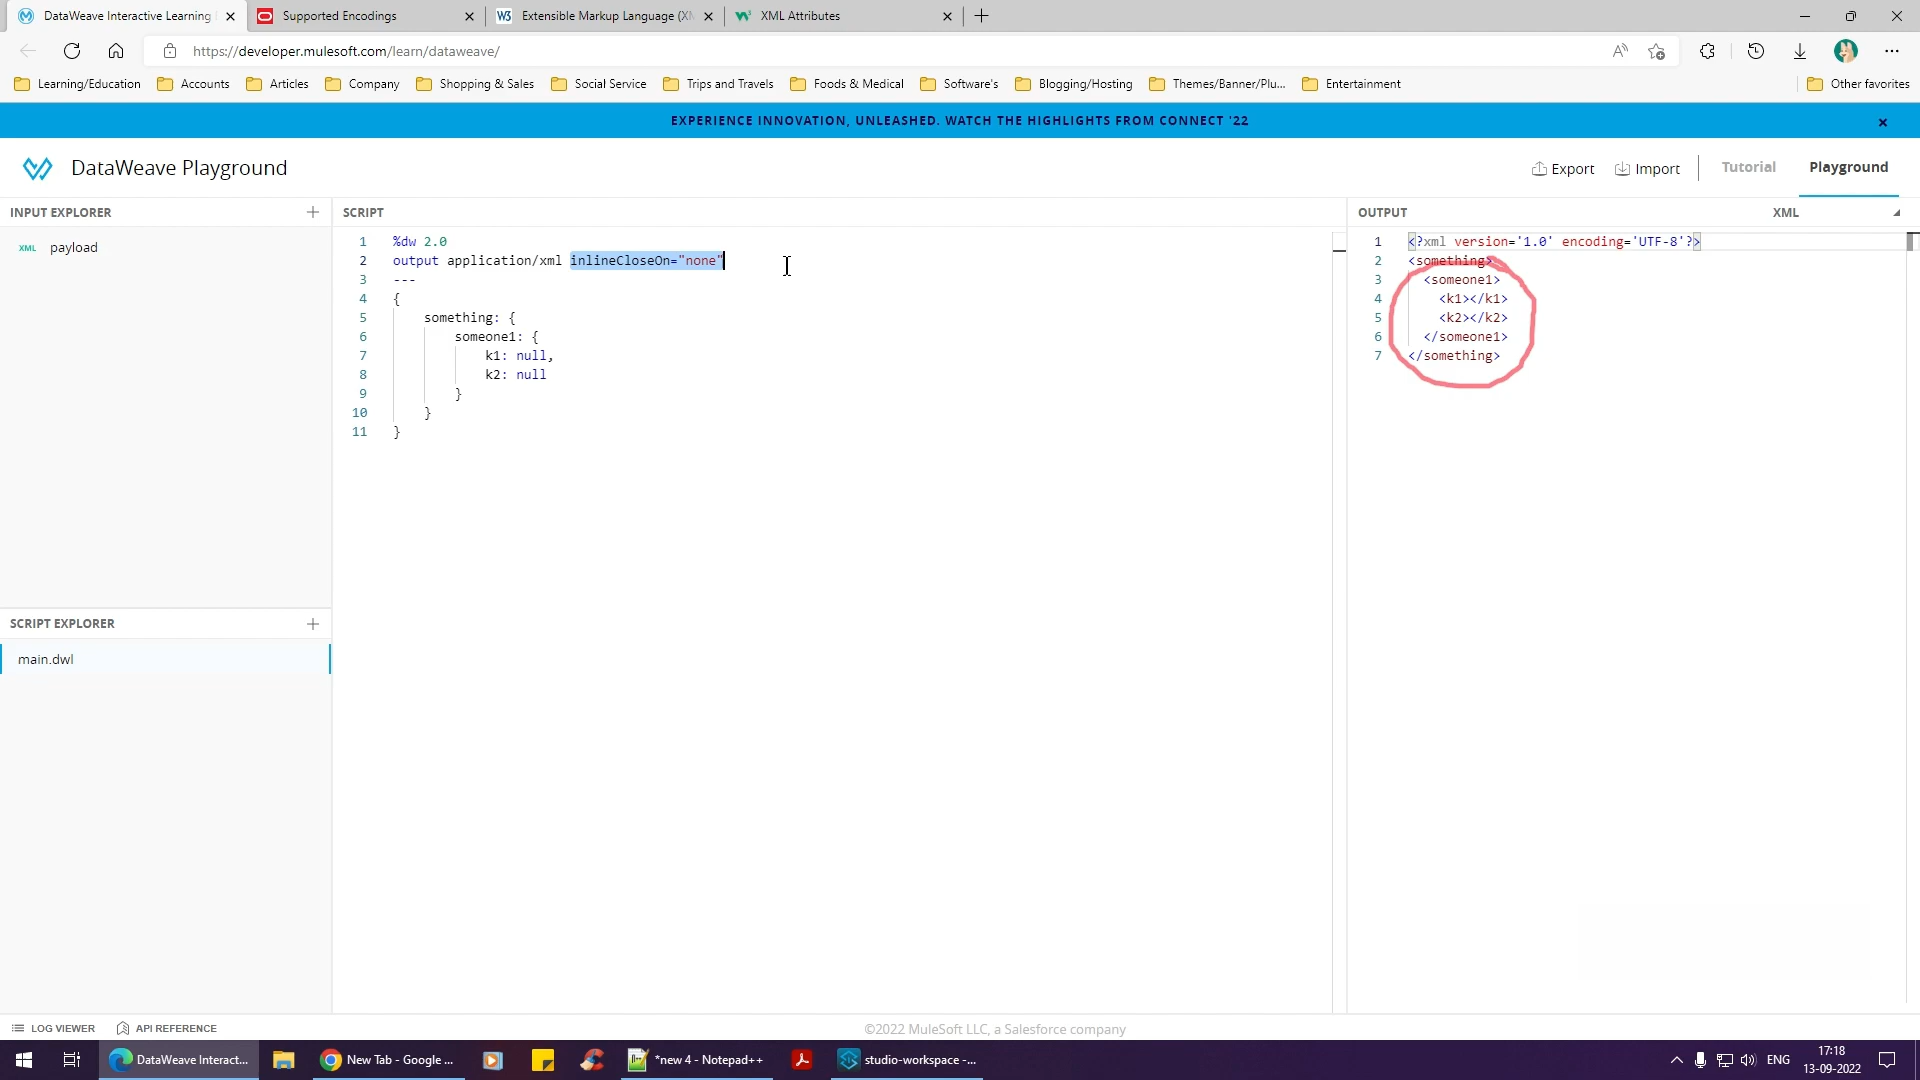 DataWeave Interactive Learning
Supported Encodings
Extensible Markup Language (XM
XML Attributes
https://developer.mulesoft.com/learn/dataweave/
Learning/Education
Accounts
Articles
Company
Shopping & Sales
Social Service
Trips and Travels
Foods & Medical
Software's
Blogging/Hosting
Themes/Banner/Plu...
Entertainment
Other favorites
EXPERIENCE INNOVATION, UNLEASHED. WATCH THE HIGHLIGHTS FROM CONNECT '22
DataWeave Playground
Export
Import
Tutorial
Playground
INPUT EXPLORER
XML payload
SCRIPT EXPLORER
main.dwl
SCRIPT
1 %dw 2.0
2 output application/xml inlineCloseOn="none"
3 ---
4 {
5 something: {
6 someone1: {
7 k1: null,
8 k2: null
9 }
10 }
11 }
OUTPUT
XML
1 <?xml version='1.0' encoding='UTF-8'?>
2 <something>
3 <someone1>
4 <k1></k1>
5 <k2></k2>
6 </someone1>
7 </something>
LOG VIEWER
API REFERENCE
©2022 MuleSoft LLC, a Salesforce company
DataWeave Interact...
New Tab - Google ...
*new 4 - Notepad++
studio-workspace -...
ENG
17:18
13-09-2022